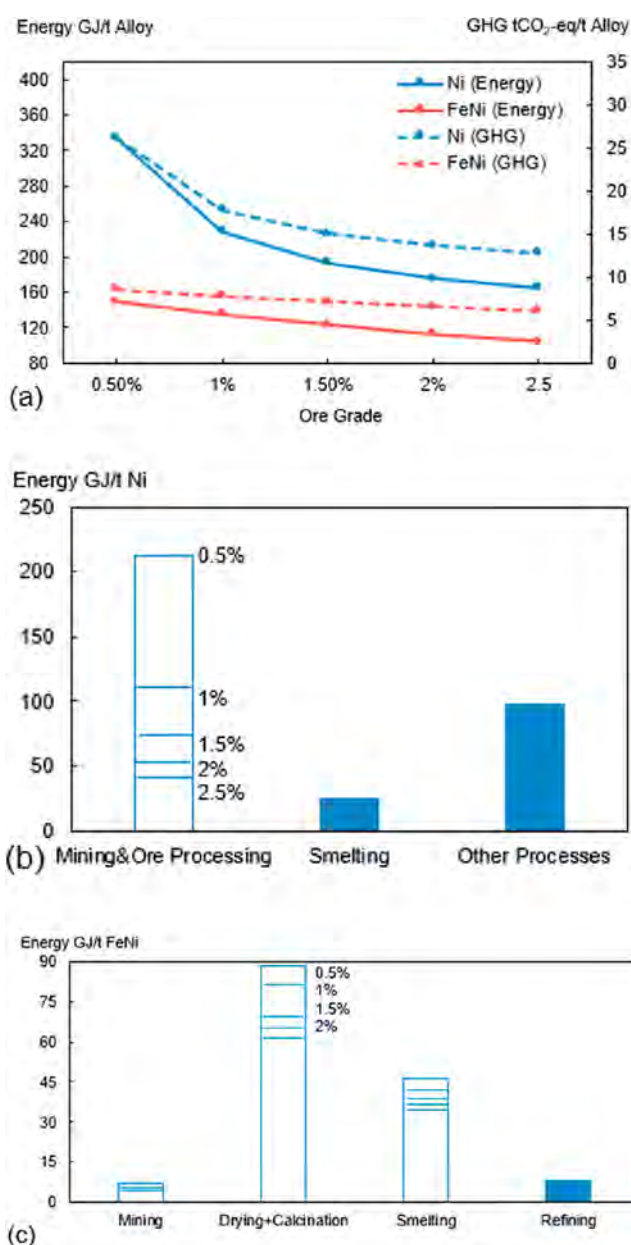 Energy GJ/t Alloy
GHG tCO₂-eq/t Alloy
400
360
320
280
240
200
160
120
80
35
30
25
20
15
10
5
0
Ni (Energy)
FeNi (Energy)
Ni (GHG)
FeNi (GHG)
0.50%
1%
1.50%
2%
2.5
Ore Grade
(a)
Energy GJ/t Ni
250
200
150
100
50
0
0.5%
1%
1.5%
2%
2.5%
Mining&Ore Processing
Smelting
Other Processes
(b)
Energy GJ/t FeNi
90
75
60
45
30
15
0
0.5%
1%
1.5%
2%
Mining
Drying+Calcination
Smelting
Refining
(c)